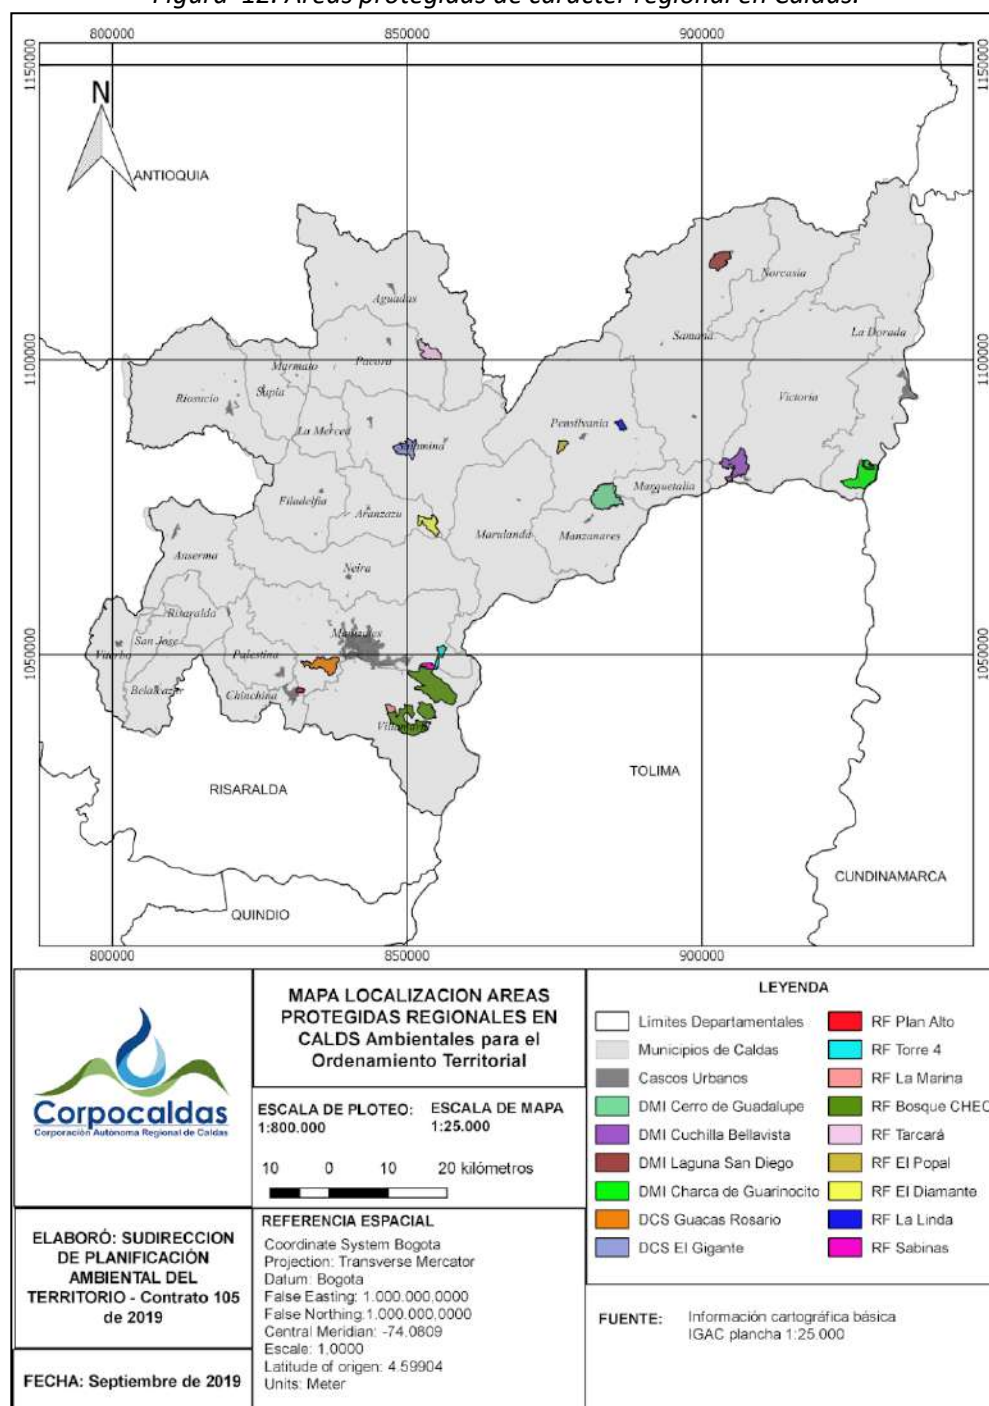 Figura 12. Áreas protegidas de carácter regional en Caldas.
800000
850000
900000
1150000
1150000
N
ANTIOQUIA
Norcasia
Aguadas
Samaná
La Dorada
Pacora
1100000
1100000
Marmato
Riosucio
Supia
Victoria
La Merced
Pensilvania
Salamina
Marquetalia
Filadelfia
Aranzazu
Marulanda
Manzanares
Anserma
Neira
Risaralda
Manizales
San Jose
1050000
1050000
Viterbo
Palestina
Belalcazar
Chinchina
Villamaria
TOLIMA
RISARALDA
CUNDINAMARCA
QUINDIO
800000
850000
900000
Corpocaldas
Corporación Autónoma Regional de Caldas
MAPA LOCALIZACION AREAS
PROTEGIDAS REGIONALES EN
CALDS Ambientales para el
Ordenamiento Territorial
ESCALA DE PLOTEO:
1:800.000
ESCALA DE MAPA
1:25.000
10 0 10 20 kilómetros
ELABORÓ: SUDIRECCION
DE PLANIFICACIÓN
AMBIENTAL DEL
TERRITORIO - Contrato 105
de 2019
FECHA: Septiembre de 2019
REFERENCIA ESPACIAL
Coordinate System Bogota
Projection: Transverse Mercator
Datum: Bogota
False Easting: 1.000.000,0000
False Northing:1.000.000,0000
Central Meridian: -74.0809
Escale: 1,0000
Latitude of origen: 4.59904
Units: Meter
LEYENDA
Límites Departamentales
Municipios de Caldas
Cascos Urbanos
DMI Cerro de Guadalupe
DMI Cuchilla Bellavista
DMI Laguna San Diego
DMI Charca de Guarinocito
DCS Guacas Rosario
DCS El Gigante
RF Plan Alto
RF Torre 4
RF La Marina
RF Bosque CHEC
RF Tarcará
RF El Popal
RF El Diamante
RF La Linda
RF Sabinas
FUENTE:
Información cartográfica básica
IGAC plancha 1:25.000